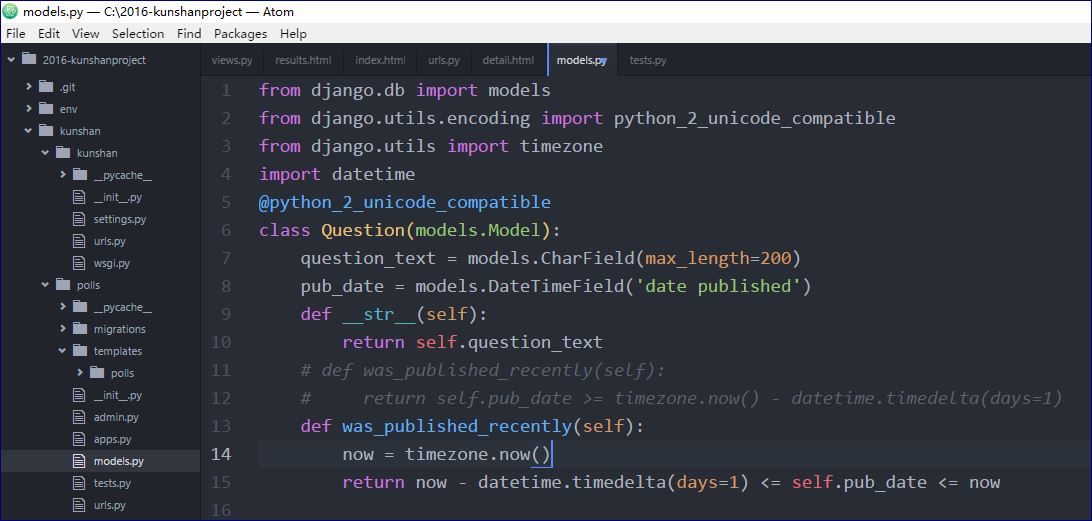 models.py — C:\2016-kunshanproject — Atom
File Edit View Selection Find Packages Help
2016-kunshanproject
.git
env
kunshan
kunshan
__pycache__
__init__.py
settings.py
urls.py
wsgi.py
polls
__pycache__
migrations
templates
polls
__init__.py
admin.py
apps.py
models.py
tests.py
urls.py
views.py results.html index.html urls.py detail.html models.py tests.py
1 from django.db import models
2 from django.utils.encoding import python_2_unicode_compatible
3 from django.utils import timezone
4 import datetime
5 @python_2_unicode_compatible
6 class Question(models.Model):
7 question_text = models.CharField(max_length=200)
8 pub_date = models.DateTimeField('date published')
9 def __str__(self):
10 return self.question_text
11 # def was_published_recently(self):
12 # return self.pub_date >= timezone.now() - datetime.timedelta(days=1)
13 def was_published_recently(self):
14 now = timezone.now()
15 return now - datetime.timedelta(days=1) <= self.pub_date <= now
16